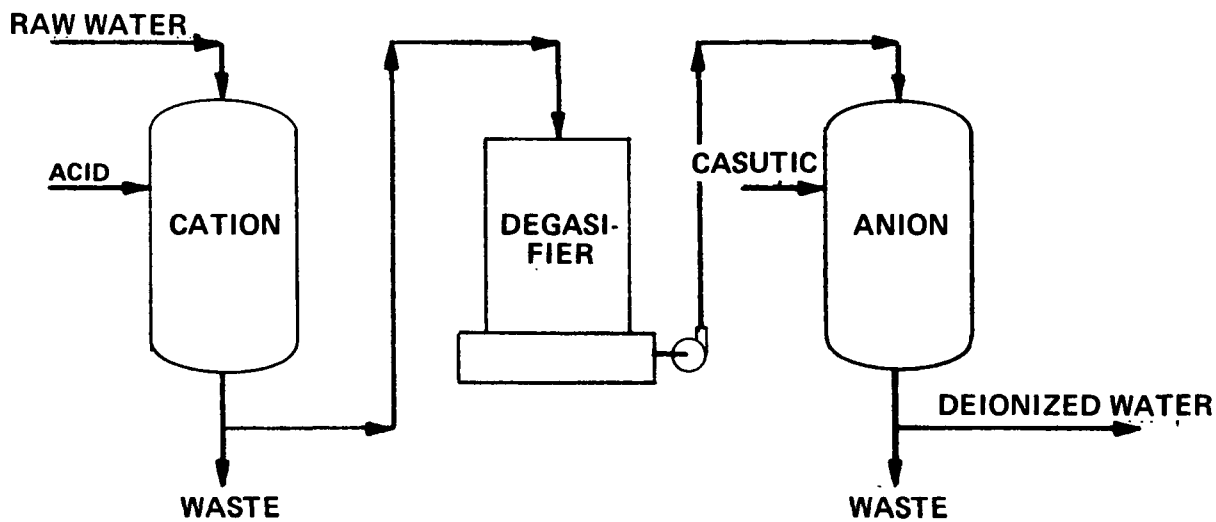 RAW WATER
ACID
CATION
WASTE
DEGASI-
FIER
CASUTIC
ANION
DEIONIZED WATER
WASTE